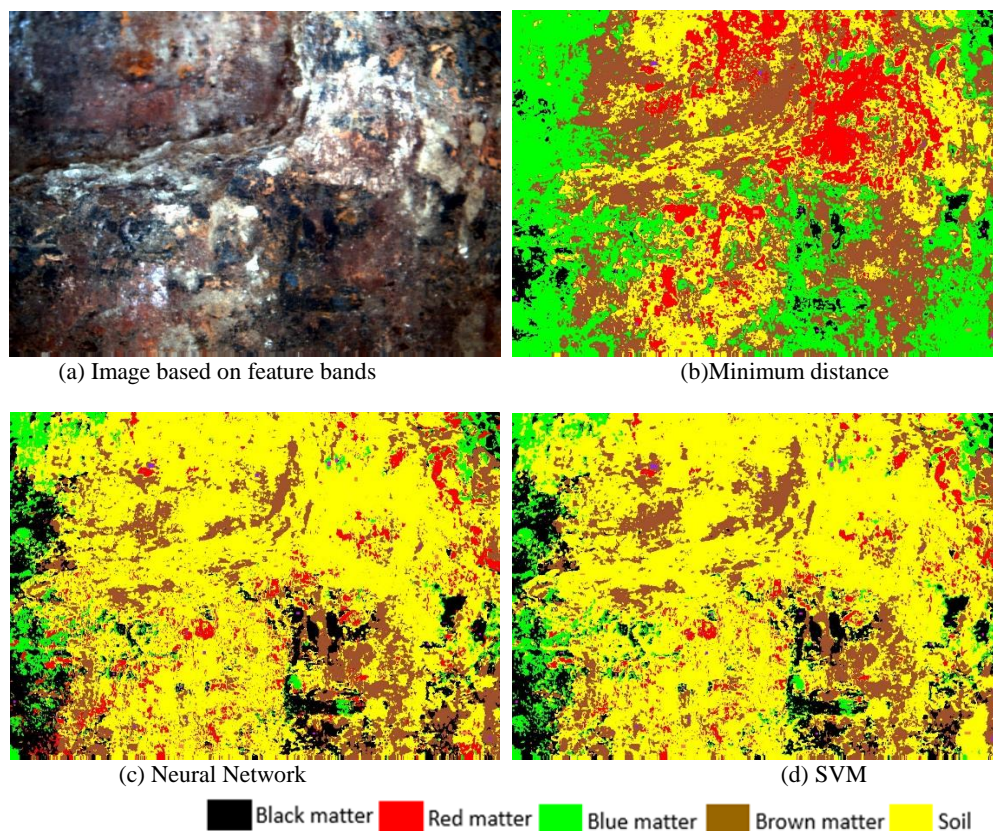 (a) Image based on feature bands
(b)Minimum distance
(c) Neural Network
(d) SVM
Black matter Red matter Blue matter Brown matter Soil